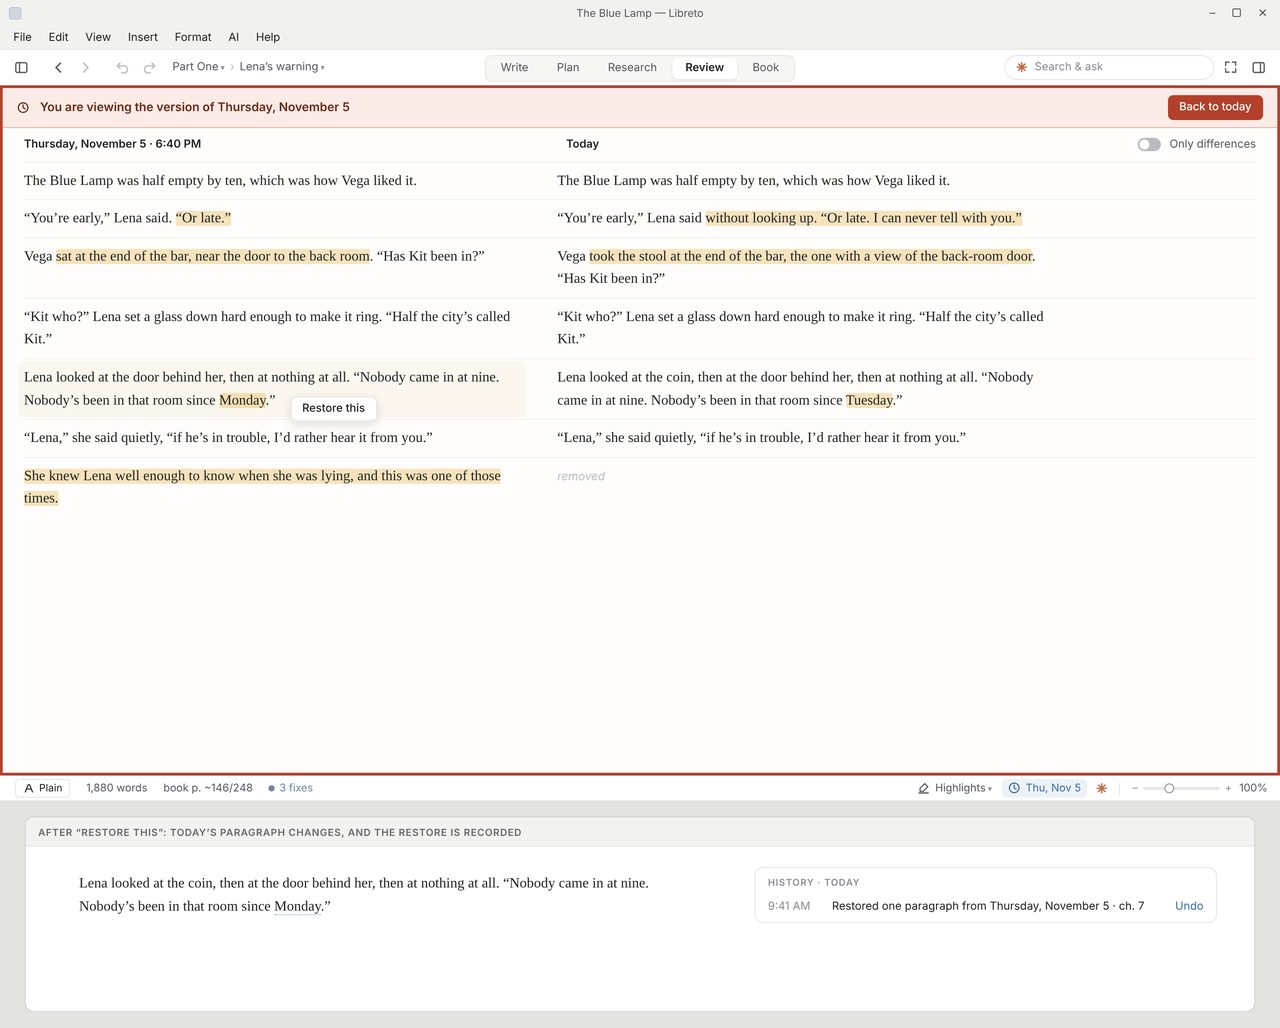 The Blue Lamp — Libreto
File Edit View Insert Format AI Help
Part One › Lena’s warning
Write Plan Research Review Book
Search & ask
You are viewing the version of Thursday, November 5
Back to today
Thursday, November 5 · 6:40 PM
Today
Only differences
The Blue Lamp was half empty by ten, which was how Vega liked it.
The Blue Lamp was half empty by ten, which was how Vega liked it.
“You’re early,” Lena said. “Or late.”
“You’re early,” Lena said without looking up. “Or late. I can never tell with you.”
Vega sat at the end of the bar, near the door to the back room. “Has Kit been in?”
Vega took the stool at the end of the bar, the one with a view of the back-room door.
“Has Kit been in?”
“Kit who?” Lena set a glass down hard enough to make it ring. “Half the city’s called
Kit.”
“Kit who?” Lena set a glass down hard enough to make it ring. “Half the city’s called
Kit.”
Lena looked at the door behind her, then at nothing at all. “Nobody came in at nine.
Nobody’s been in that room since Monday.”
Restore this
Lena looked at the coin, then at the door behind her, then at nothing at all. “Nobody
came in at nine. Nobody’s been in that room since Tuesday.”
“Lena,” she said quietly, “if he’s in trouble, I’d rather hear it from you.”
“Lena,” she said quietly, “if he’s in trouble, I’d rather hear it from you.”
She knew Lena well enough to know when she was lying, and this was one of those
times.
removed
A Plain
1,880 words
book p. ~146/248
3 fixes
Highlights
Thu, Nov 5
− + 100%
AFTER “RESTORE THIS”: TODAY’S PARAGRAPH CHANGES, AND THE RESTORE IS RECORDED
Lena looked at the coin, then at the door behind her, then at nothing at all. “Nobody came in at nine.
Nobody’s been in that room since Monday.”
HISTORY · TODAY
9:41 AM Restored one paragraph from Thursday, November 5 · ch. 7 Undo